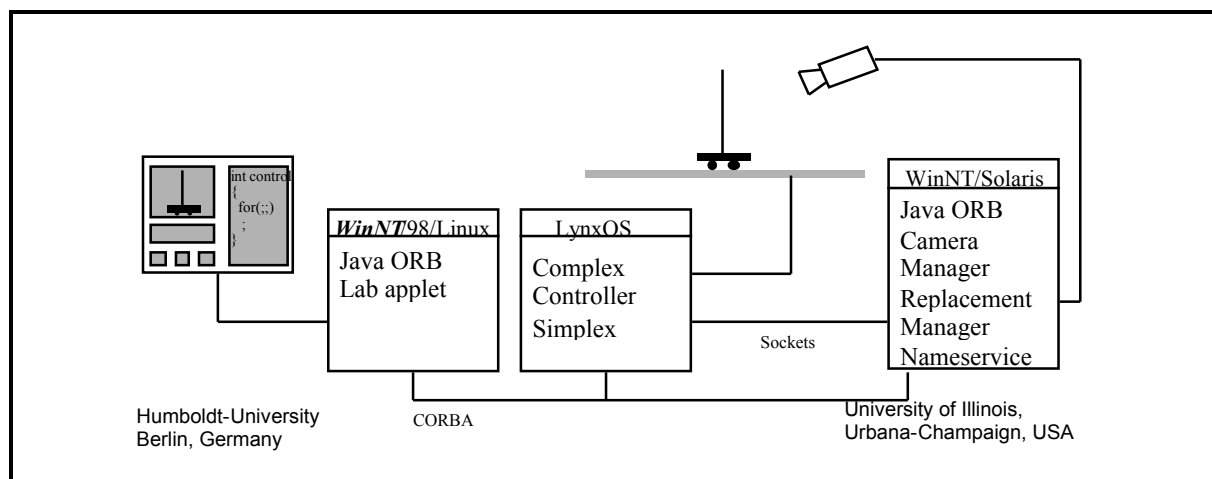 int control
{
for(;;)
;
}
WinNT/98/Linux
Java ORB
Lab applet
LynxOS
Complex
Controller
Simplex
Sockets
WinNT/Solaris
Java ORB
Camera
Manager
Replacement
Manager
Nameservice
CORBA
Humboldt-University
Berlin, Germany
University of Illinois,
Urbana-Champaign, USA